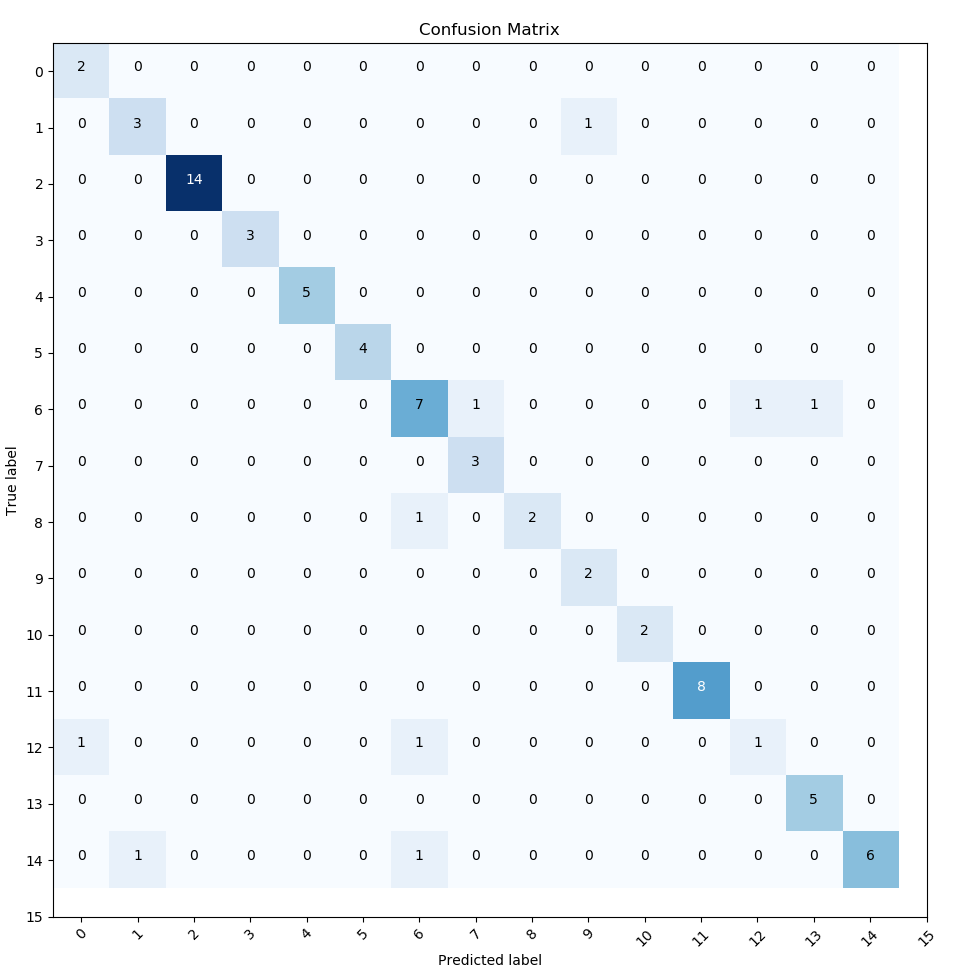 Confusion Matrix
True label
0 2 0 0 0 0 0 0 0 0 0 0 0 0 0 0
1 0 3 0 0 0 0 0 0 0 1 0 0 0 0 0
2 0 0 14 0 0 0 0 0 0 0 0 0 0 0 0
3 0 0 0 3 0 0 0 0 0 0 0 0 0 0 0
4 0 0 0 0 5 0 0 0 0 0 0 0 0 0 0
5 0 0 0 0 0 4 0 0 0 0 0 0 0 0 0
6 0 0 0 0 0 0 7 1 0 0 0 0 1 1 0
7 0 0 0 0 0 0 0 3 0 0 0 0 0 0 0
8 0 0 0 0 0 0 1 0 2 0 0 0 0 0 0
9 0 0 0 0 0 0 0 0 0 2 0 0 0 0 0
10 0 0 0 0 0 0 0 0 0 0 2 0 0 0 0
11 0 0 0 0 0 0 0 0 0 0 0 8 0 0 0
12 1 0 0 0 0 0 1 0 0 0 0 0 1 0 0
13 0 0 0 0 0 0 0 0 0 0 0 0 0 5 0
14 0 1 0 0 0 0 1 0 0 0 0 0 0 0 6
15
0 1 2 3 4 5 6 7 8 9 10 11 12 13 14 15
Predicted label